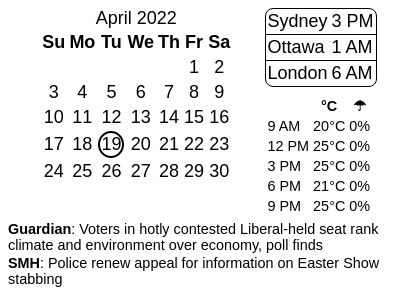 April 2022
Su Mo Tu We Th Fr Sa
1 2
3 4 5 6 7 8 9
10 11 12 13 14 15 16
17 18 19 20 21 22 23
24 25 26 27 28 29 30
Sydney 3 PM
Ottawa 1 AM
London 6 AM
°C ☂
9 AM 20°C 0%
12 PM 25°C 0%
3 PM 25°C 0%
6 PM 21°C 0%
9 PM 25°C 0%
Guardian: Voters in hotly contested Liberal-held seat rank
climate and environment over economy, poll finds
SMH: Police renew appeal for information on Easter Show
stabbing